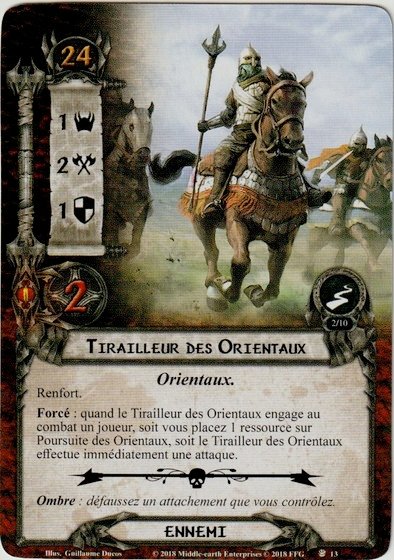 24
1
2
1
2
2/10
Tirailleur des Orientaux
Orientaux.
Renfort.
Forcé : quand le Tirailleur des Orientaux engage au
combat un joueur, soit vous placez 1 ressource sur
Poursuite des Orientaux, soit le Tirailleur des Orientaux
effectue immédiatement une attaque.
Ombre : défaussez un attachement que vous contrôlez.
ENNEMI
Illus. Guillaume Ducos © 2018 Middle-earth Enterprises © 2018 FFG 13